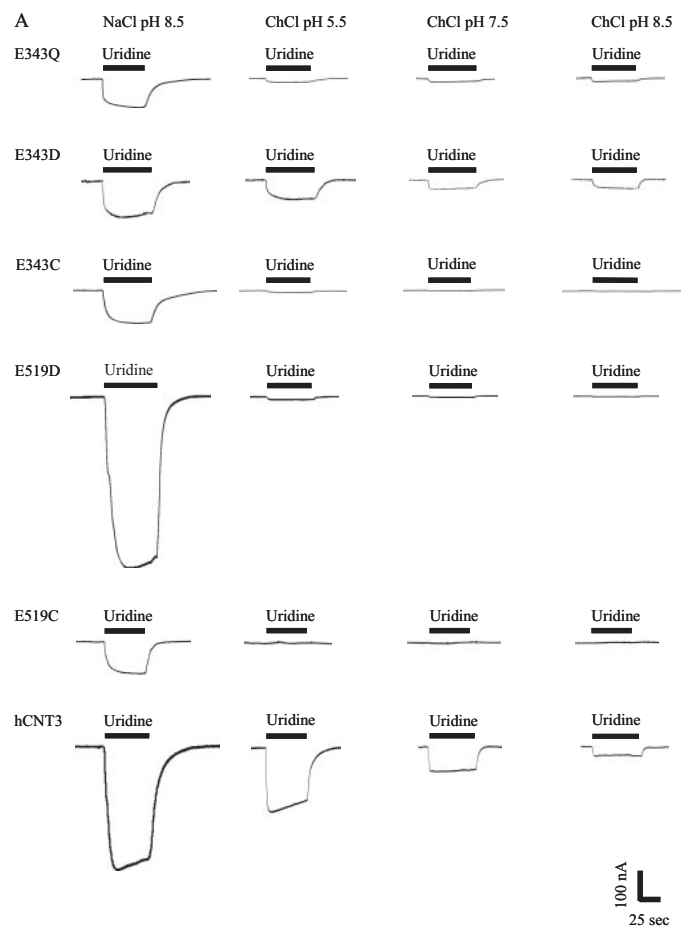 A NaCl pH 8.5 ChCl pH 5.5 ChCl pH 7.5 ChCl pH 8.5
E343Q Uridine Uridine Uridine Uridine
E343D Uridine Uridine Uridine Uridine
E343C Uridine Uridine Uridine Uridine
E519D Uridine Uridine Uridine Uridine
E519C Uridine Uridine Uridine Uridine
hCNT3 Uridine Uridine Uridine Uridine
100 nA
25 sec